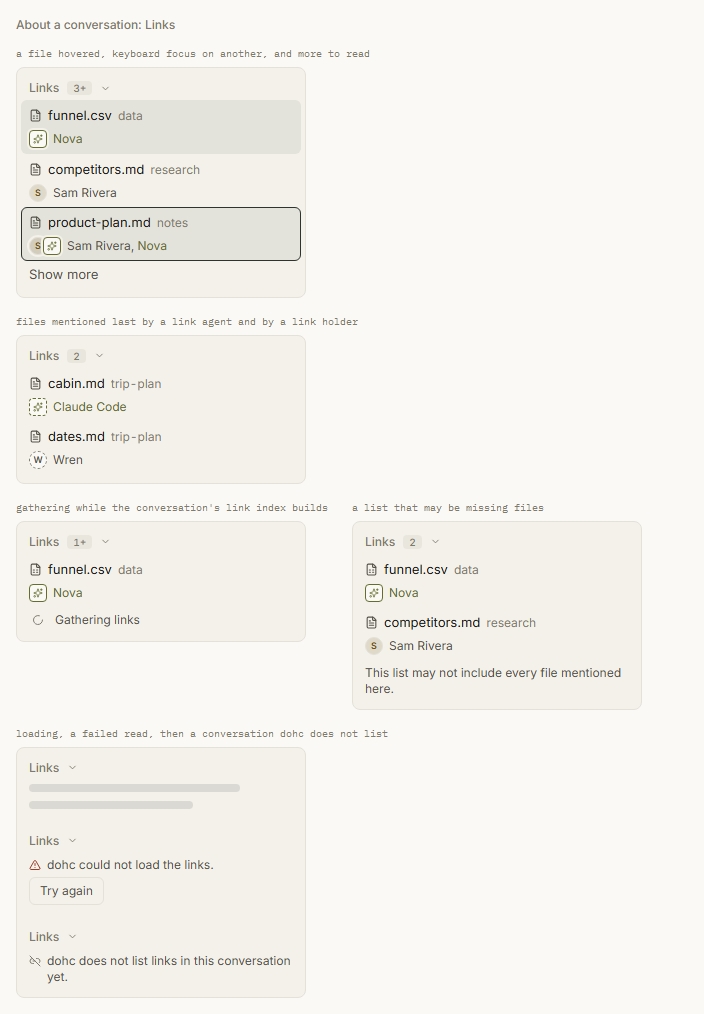 About a conversation: Links
a file hovered, keyboard focus on another, and more to read
Links 3+
funnel.csv data
Nova
competitors.md research
S Sam Rivera
product-plan.md notes
S Sam Rivera, Nova
Show more
files mentioned last by a link agent and by a link holder
Links 2
cabin.md trip-plan
Claude Code
dates.md trip-plan
W Wren
gathering while the conversation's link index builds
Links 1+
funnel.csv data
Nova
Gathering links
a list that may be missing files
Links 2
funnel.csv data
Nova
competitors.md research
S Sam Rivera
This list may not include every file mentioned
here.
loading, a failed read, then a conversation dohc does not list
Links
Links
dohc could not load the links.
Try again
Links
dohc does not list links in this conversation
yet.